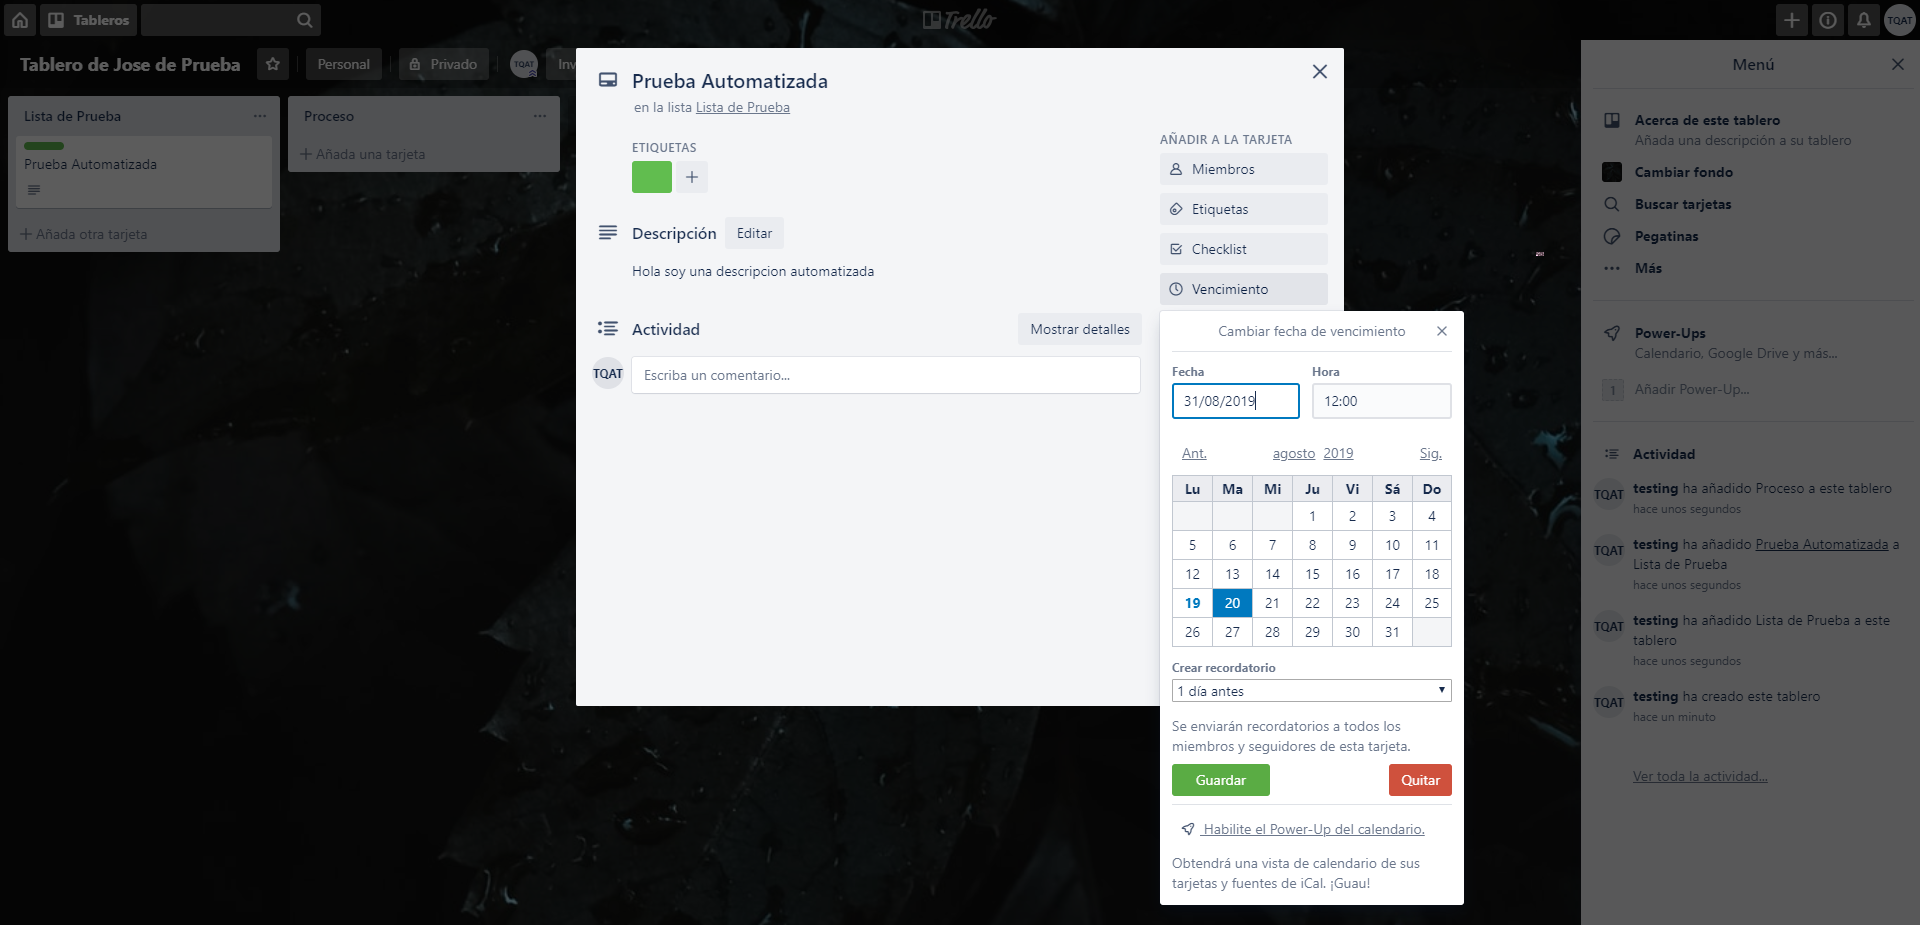 Tableros
Trello
TQAT
Tablero de Jose de Prueba
Personal
Privado
TQAT
Inv
Lista de Prueba
Prueba Automatizada
Añada otra tarjeta
Proceso
Añada una tarjeta
Prueba Automatizada
en la lista Lista de Prueba
ETIQUETAS
Descripción
Editar
Hola soy una descripcion automatizada
Actividad
Mostrar detalles
TQAT
Escriba un comentario...
AÑADIR A LA TARJETA
Miembros
Etiquetas
Checklist
Vencimiento
Cambiar fecha de vencimiento
Fecha Hora
31/08/2019 12:00
Ant. agosto 2019 Sig.
Lu Ma Mi Ju Vi Sá Do
1 2 3 4
5 6 7 8 9 10 11
12 13 14 15 16 17 18
19 20 21 22 23 24 25
26 27 28 29 30 31
Crear recordatorio
1 día antes
Se enviarán recordatorios a todos los
miembros y seguidores de esta tarjeta.
Guardar Quitar
Habilite el Power-Up del calendario.
Obtendrá una vista de calendario de sus
tarjetas y fuentes de iCal. ¡Guau!
Menú
Acerca de este tablero
Añada una descripción a su tablero
Cambiar fondo
Buscar tarjetas
Pegatinas
Más
Power-Ups
Calendario, Google Drive y más...
1 Añadir Power-Up...
Actividad
TQAT
testing ha añadido Proceso a este tablero
hace unos segundos
TQAT
testing ha añadido Prueba Automatizada a
Lista de Prueba
hace unos segundos
TQAT
testing ha añadido Lista de Prueba a este
tablero
hace unos segundos
TQAT
testing ha creado este tablero
hace un minuto
Ver toda la actividad...